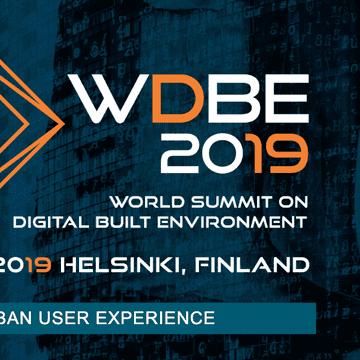 WDBE
2019
WORLD SUMMIT ON
DIGITAL BUILT ENVIRONMENT
2019 HELSINKI, FINLAND
BAN USER EXPERIENCE